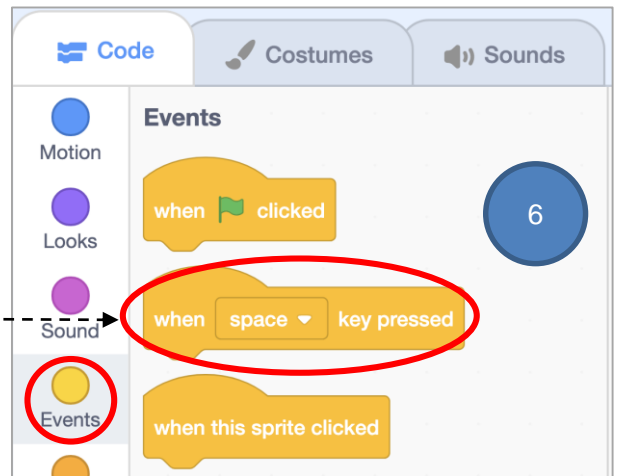 Code Costumes Sounds
Events
Motion
when clicked
6
Looks
when space key pressed
Sound
Events
when this sprite clicked